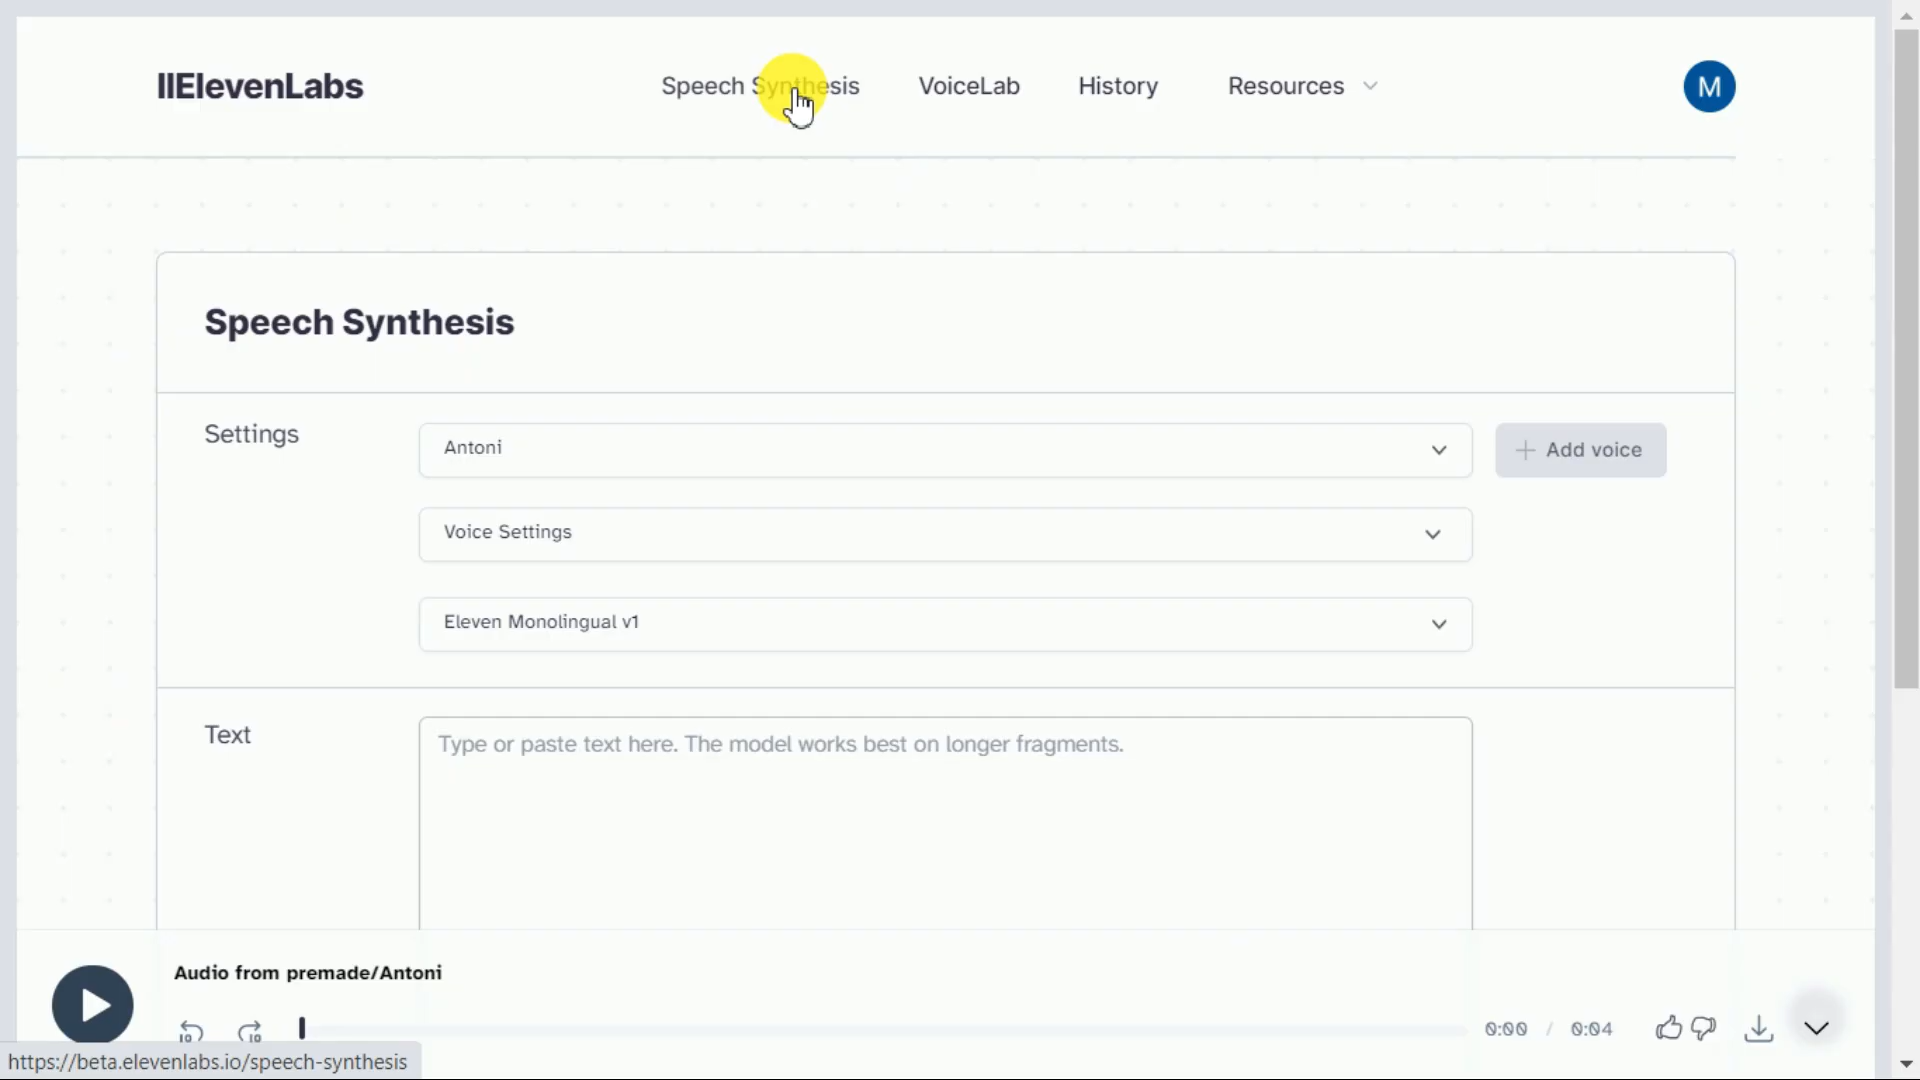 IIElevenLabs
Speech Synthesis
VoiceLab
History
Resources
M
Speech Synthesis
Settings
Antoni
+ Add voice
Voice Settings
Eleven Monolingual v1
Text
Type or paste text here. The model works best on longer fragments.
Audio from premade/Antoni
10
10
0:00 / 0:04
https://beta.elevenlabs.io/speech-synthesis